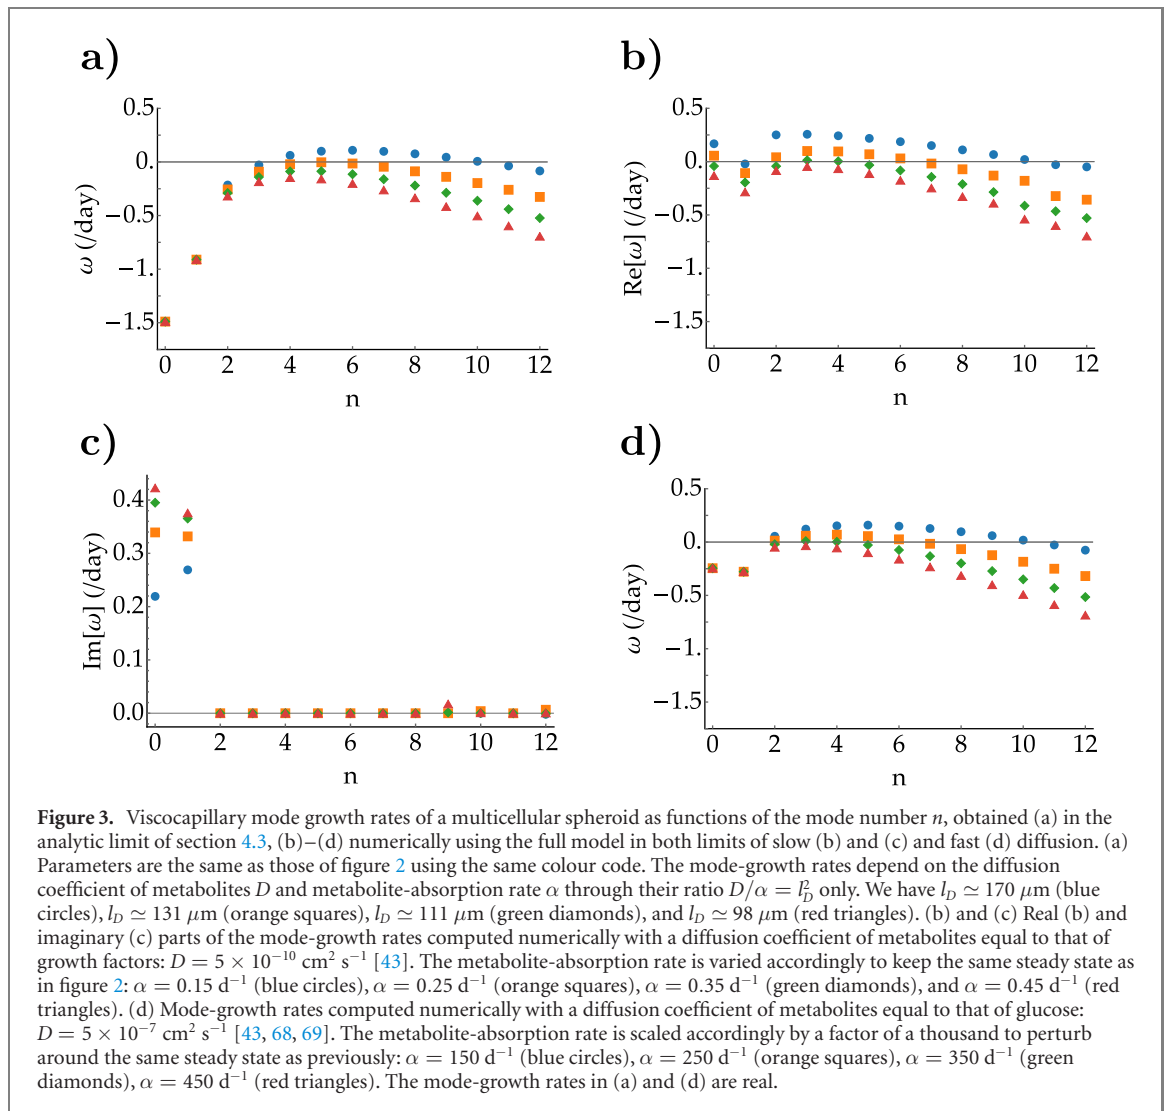 a)
0.5
0.
−0.5
−1.
−1.5
ω (/day)
0 2 4 6 8 10 12
n
b)
0.5
0.
−0.5
−1.
−1.5
Re[ω] (/day)
0 2 4 6 8 10 12
n
c)
0.4
0.3
0.2
0.1
0.0
Im[ω] (/day)
0 2 4 6 8 10 12
n
d)
0.5
0.
−0.5
−1.
−1.5
ω (/day)
0 2 4 6 8 10 12
n
Figure 3. Viscocapillary mode growth rates of a multicellular spheroid as functions of the mode number n, obtained (a) in the
analytic limit of section 4.3, (b)–(d) numerically using the full model in both limits of slow (b) and (c) and fast (d) diffusion. (a)
Parameters are the same as those of figure 2 using the same colour code. The mode-growth rates depend on the diffusion
coefficient of metabolites D and metabolite-absorption rate α through their ratio D/α = l_D^2 only. We have l_D ≃ 170 μm (blue
circles), l_D ≃ 131 μm (orange squares), l_D ≃ 111 μm (green diamonds), and l_D ≃ 98 μm (red triangles). (b) and (c) Real (b) and
imaginary (c) parts of the mode-growth rates computed numerically with a diffusion coefficient of metabolites equal to that of
growth factors: D = 5 × 10⁻¹⁰ cm² s⁻¹ [43]. The metabolite-absorption rate is varied accordingly to keep the same steady state as
in figure 2: α = 0.15 d⁻¹ (blue circles), α = 0.25 d⁻¹ (orange squares), α = 0.35 d⁻¹ (green diamonds), and α = 0.45 d⁻¹ (red
triangles). (d) Mode-growth rates computed numerically with a diffusion coefficient of metabolites equal to that of glucose:
D = 5 × 10⁻⁷ cm² s⁻¹ [43, 68, 69]. The metabolite-absorption rate is scaled accordingly by a factor of a thousand to perturb
around the same steady state as previously: α = 150 d⁻¹ (blue circles), α = 250 d⁻¹ (orange squares), α = 350 d⁻¹ (green
diamonds), α = 450 d⁻¹ (red triangles). The mode-growth rates in (a) and (d) are real.